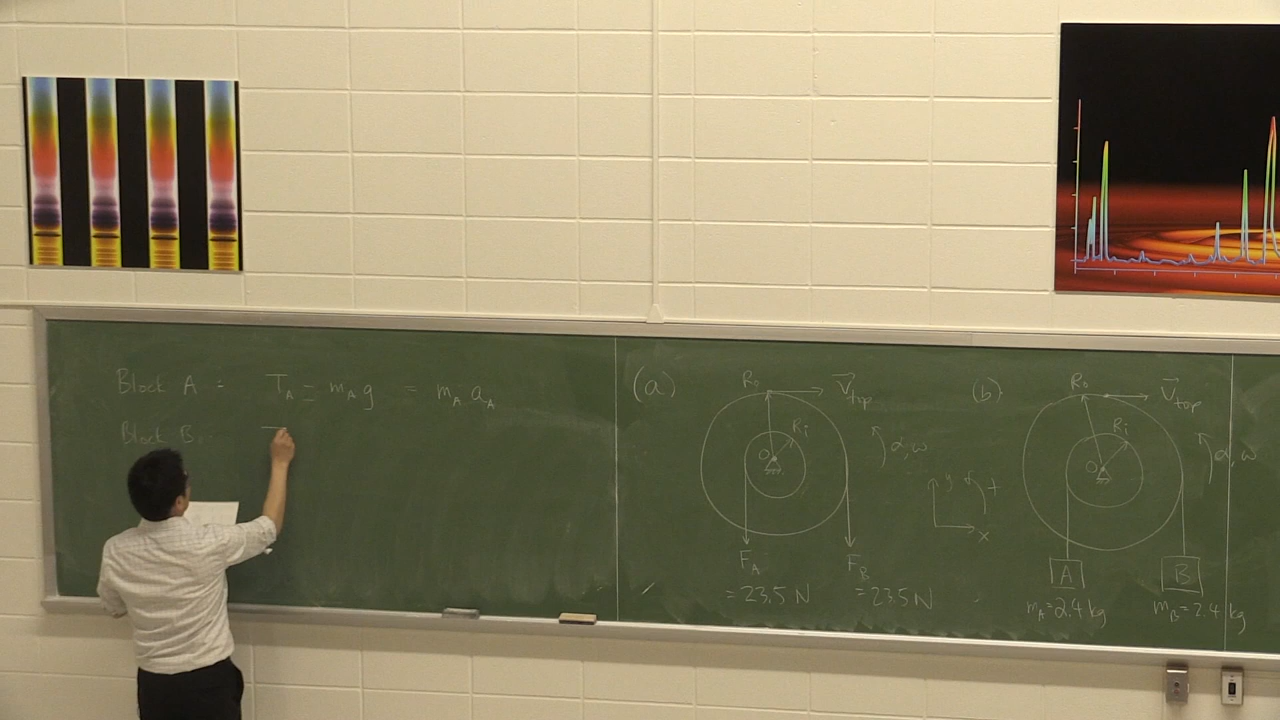 Block A : T_A - m_A g = m_A a_A
Block B :
(a)
R_o
V_top
R_i
O
α, ω
F_A
= 23.5 N
F_B
= 23.5 N
y
+
x
(b)
R_o
V_top
R_i
O
α, ω
A
B
m_A = 2.4 kg
m_B = 2.4 kg